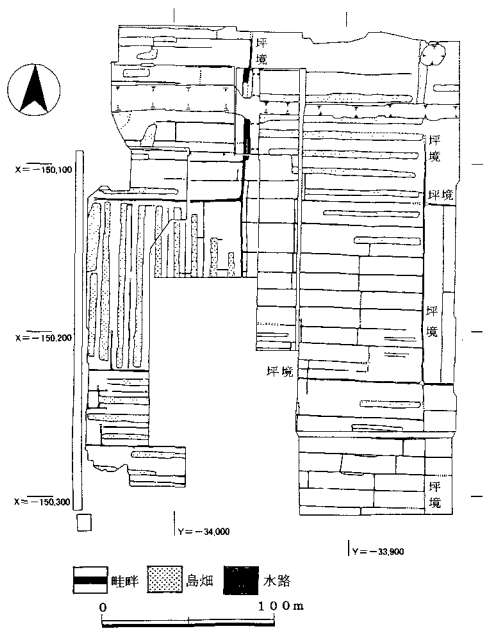 坪境
坪境
X=-150,100
坪境
坪境
X=-150,200
坪境
坪境
X=-150,300
Y=-34,000
Y=-33,900
畦畔
島畑
水路
0
100m